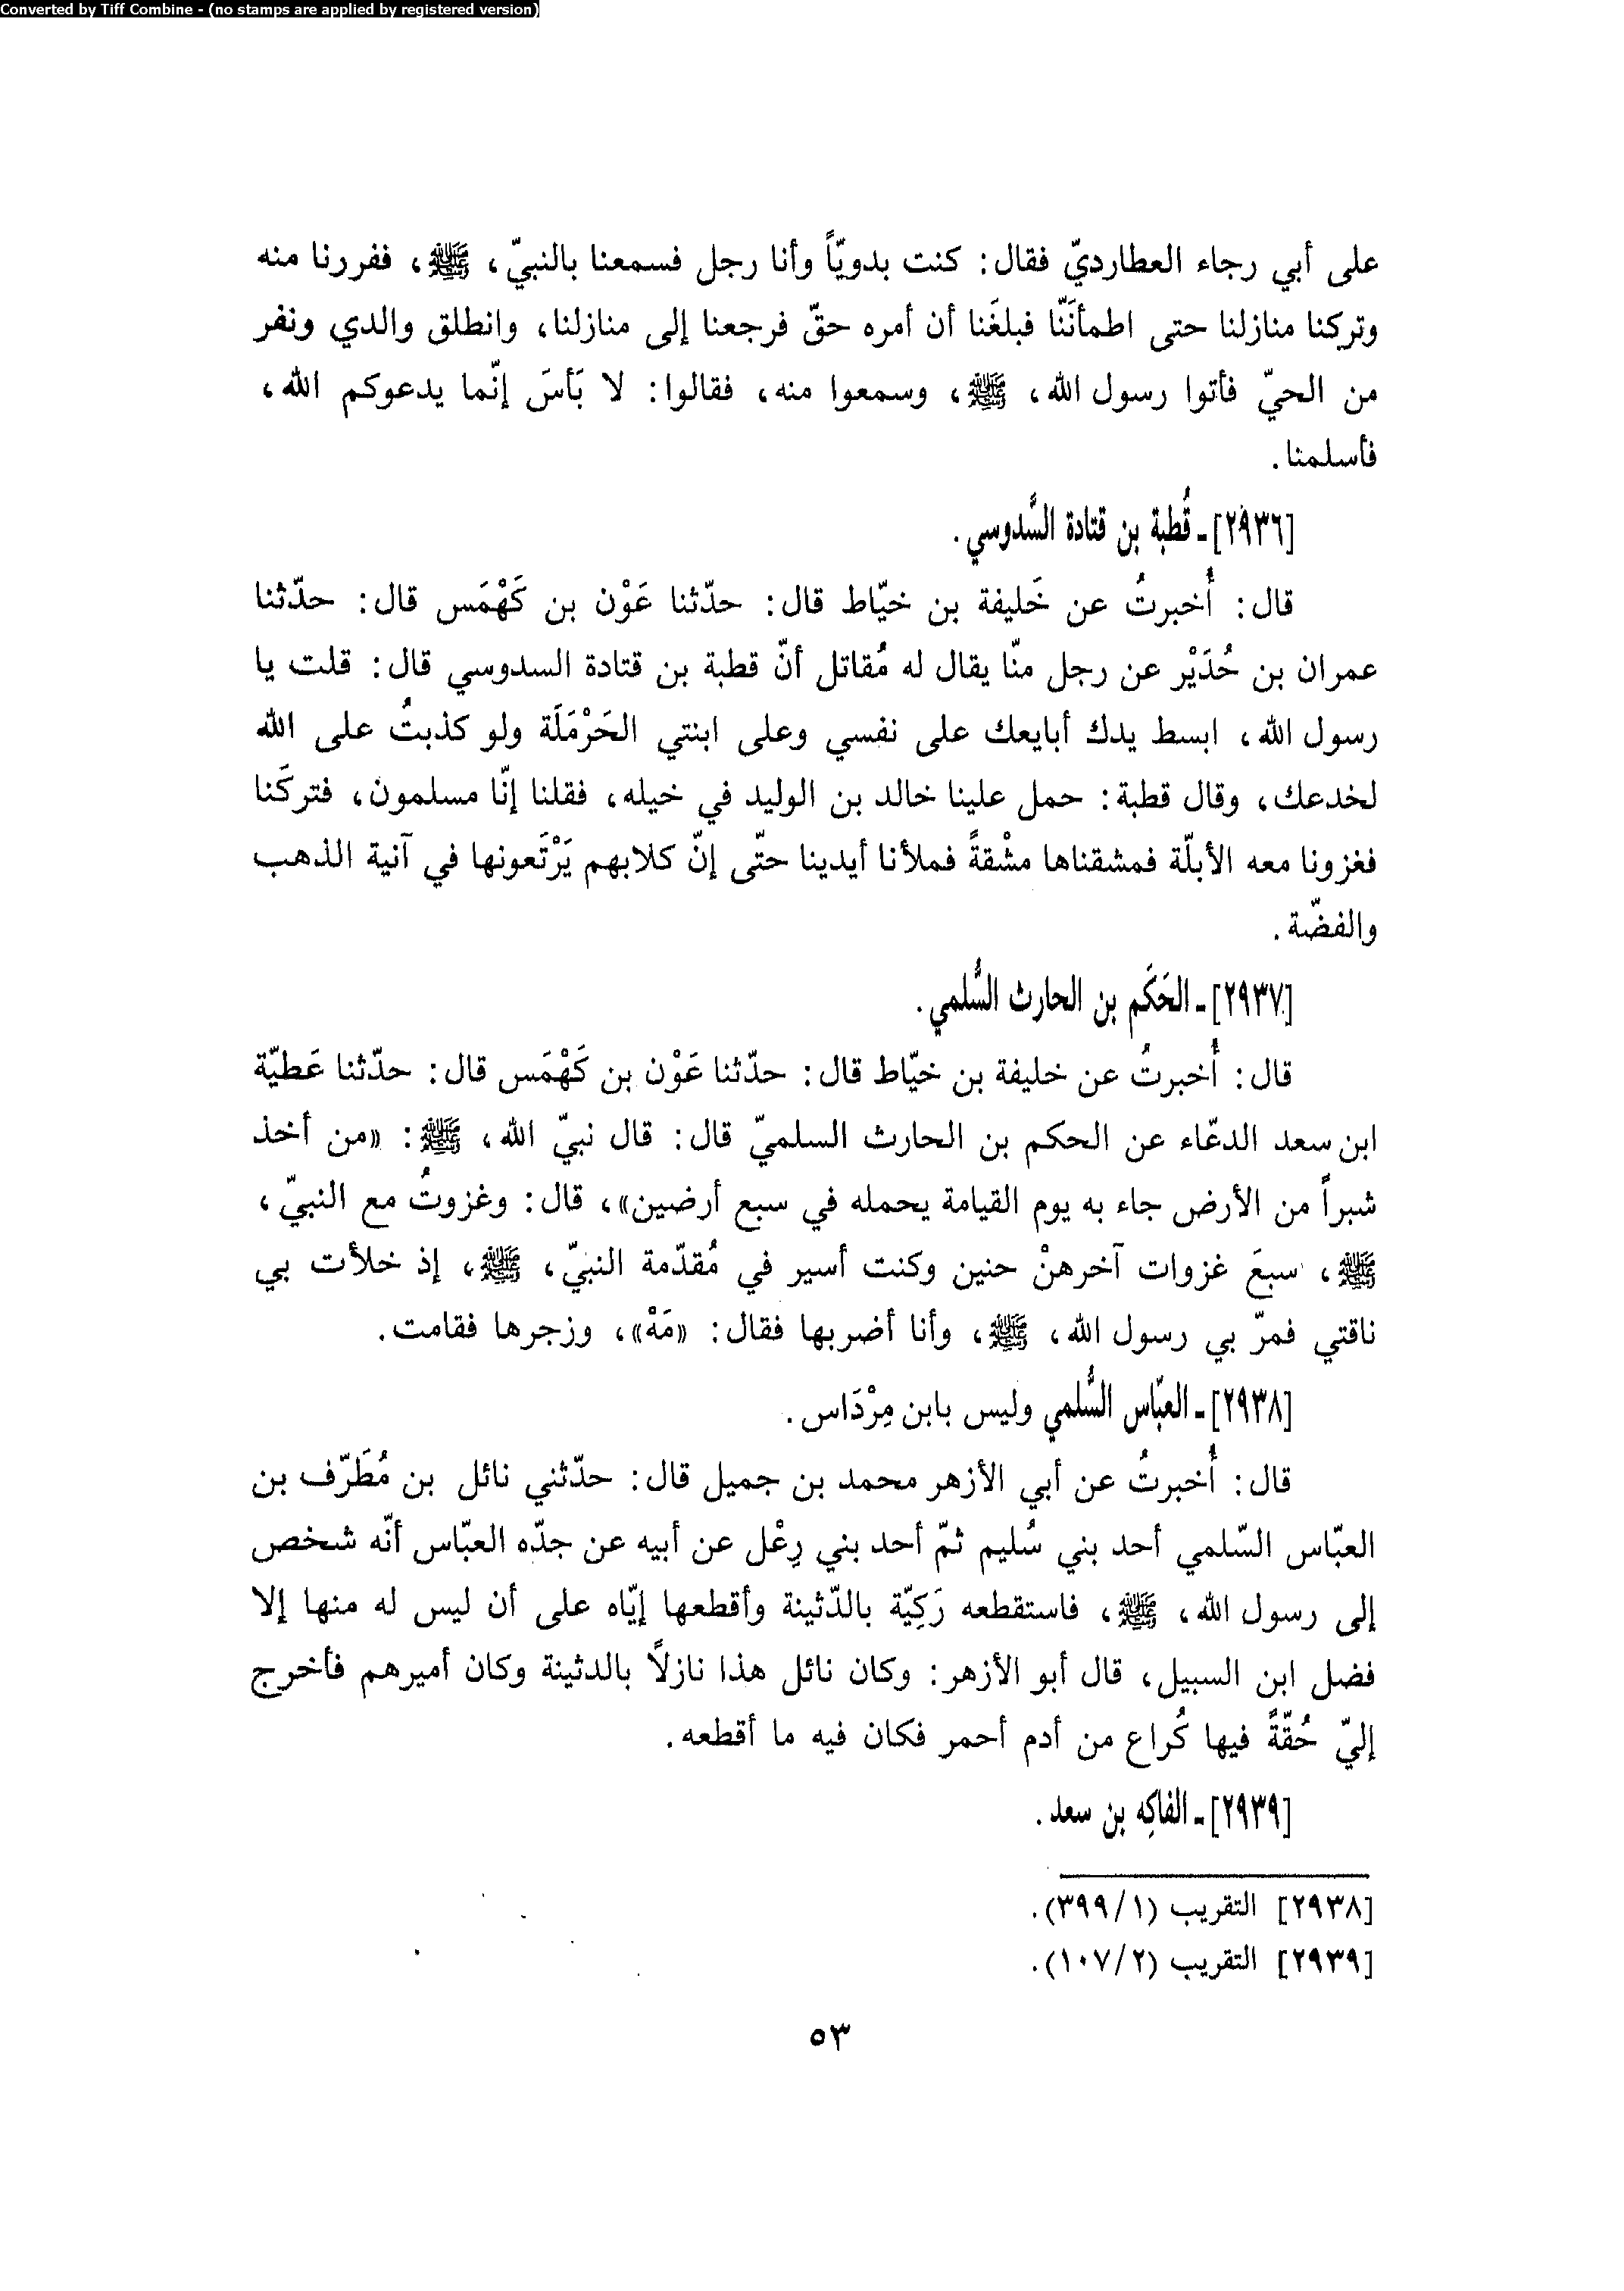 Converted by Tiff Combine - (no stamps are applied by registered version)
على أبي رجاء العطارديّ فقال: كنت بدويّاً وأنا رجل فسمعنا بالنبيّ، ﷺ، ففررنا منه
وتركنا منازلنا حتى اطمأنَنّا فبلغَنا أن أمره حقّ فرجعنا إلى منازلنا، وانطلق والدي ونفر
من الحيّ فأتوا رسول الله، ﷺ، وسمعوا منه، فقالوا: لا بَأسَ إنّما يدعوكم الله،
فأسلمنا.
[٢٩٣٦] ـ قُطبة بن قتادة السَّدوسي.
قال: أُخبرتُ عن خَليفة بن خيّاط قال: حدّثنا عَوْن بن كَهْمَس قال: حدّثنا
عمران بن حُدَيْر عن رجل منّا يقال له مُقاتل أنّ قطبة بن قتادة السدوسي قال: قلت يا
رسول الله، ابسط يدك أبايعك على نفسي وعلى ابنتي الحَرْمَلَة ولو كذبتُ على الله
لخدعك، وقال قطبة: حمل علينا خالد بن الوليد في خيله، فقلنا إنّا مسلمون، فتركَنا
فغزونا معه الأبلّة فمشقناها مشْقةً فملأنا أيدينا حتّى إنّ كلابهم يَرْتَعونها في آنية الذهب
والفضّة.
[٢٩٣٧] ـ الحَكَم بن الحارث السُّلمي.
قال: أُخبرتُ عن خليفة بن خيّاط قال: حدّثنا عَوْن بن كَهْمَس قال: حدّثنا عَطيّة
ابن سعد الدعّاء عن الحكم بن الحارث السلميّ قال: قال نبيّ الله، ﷺ: «من أخذ
شبراً من الأرض جاء به يوم القيامة يحمله في سبع أرضين»، قال: وغزوتُ مع النبيّ،
ﷺ، سبعَ غزوات آخرهنْ حنين وكنت أسير في مُقدّمة النبيّ، ﷺ، إذ خلأت بي
ناقتي فمرّ بي رسول الله، ﷺ، وأنا أضربها فقال: «مَهْ»، وزجرها فقامت.
[٢٩٣٨] ـ العبّاس السُّلمي وليس بابن مِرْدَاس.
قال: أُخبرتُ عن أبي الأزهر محمد بن جميل قال: حدّثني نائل بن مُطَرّف بن
العبّاس السّلمي أحد بني سُليم ثمّ أحد بني رِعْل عن أبيه عن جدّه العبّاس أنّه شخص
إلى رسول الله، ﷺ، فاستقطعه رَكِيّة بالدّثينة وأقطعها إيّاه على أن ليس له منها إلا
فضل ابن السبيل، قال أبو الأزهر: وكان نائل هذا نازلاً بالدثينة وكان أميرهم فأخرج
إليّ حُقّةً فيها كُراع من أدم أحمر فكان فيه ما أقطعه.
[٢٩٣٩] ـ الفاكِه بن سعد.
[٢٩٣٨] التقريب (١/ ٣٩٩).
[٢٩٣٩] التقريب (٢/ ١٠٧).
٥٣